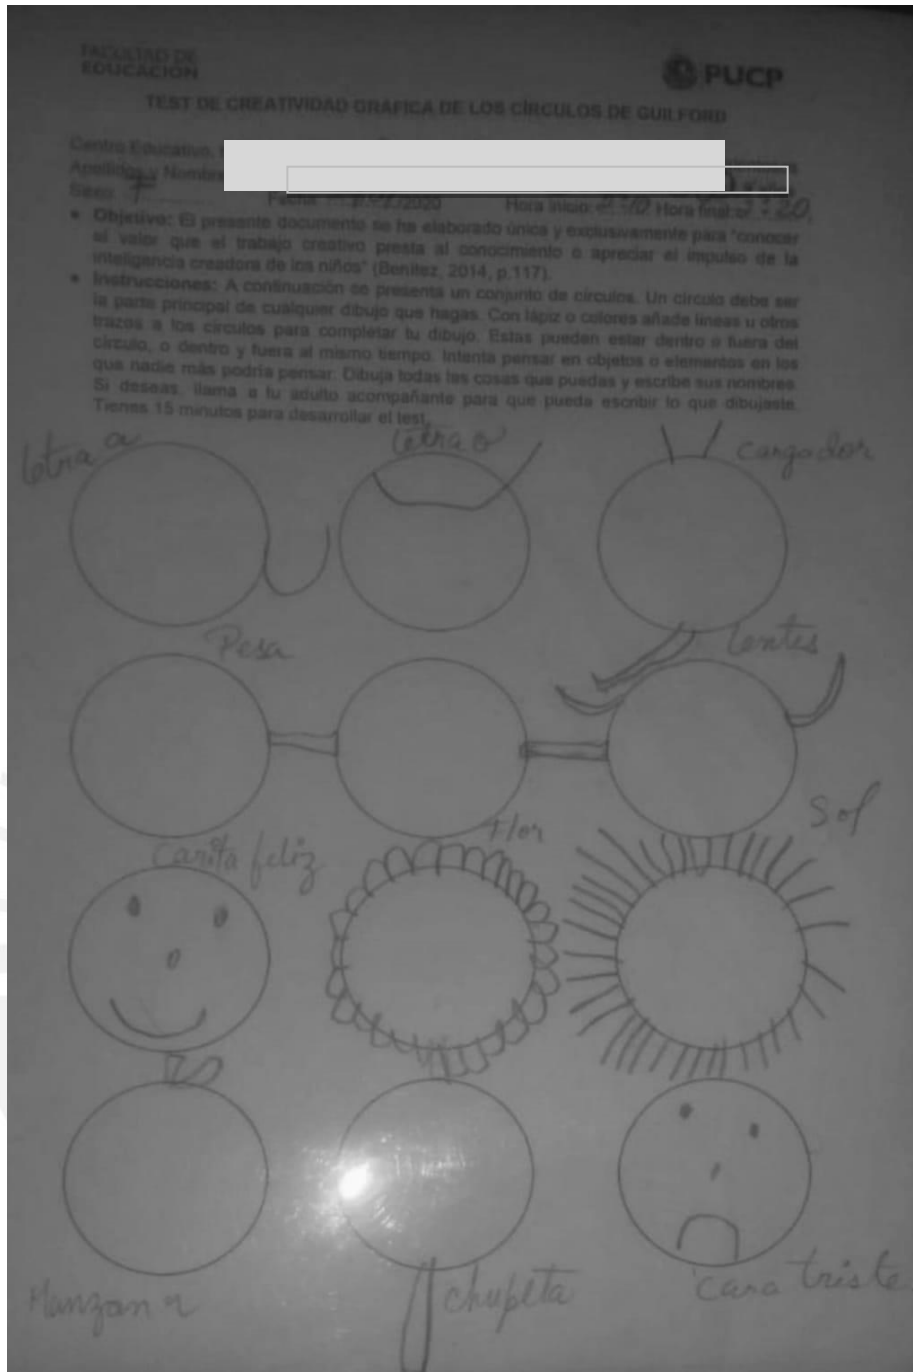 FACULTAD DE
EDUCACIÓN
PUCP
TEST DE CREATIVIDAD GRAFICA DE LOS CÍRCULOS DE GUILFORD
Centro Educativo.
Apellidos y Nombre
Sexo: F Fecha: /2020 Hora Inicio: Hora final:
• Objetivo: El presente documento se ha elaborado única y exclusivamente para "conocer
el valor que el trabajo creativo presta al conocimiento o apreciar el impulso de la
inteligencia creadora de los niños" (Benítez, 2014, p.117).
• Instrucciones: A continuación se presenta un conjunto de círculos. Un círculo debe ser
la parte principal de cualquier dibujo que hagas. Con lápiz o colores añade líneas u otros
trazos a los círculos para completar tu dibujo. Estas pueden estar dentro o fuera del
círculo, o dentro y fuera al mismo tiempo. Intenta pensar en objetos o elementos en los
que nadie más podría pensar. Dibuja todas las cosas que puedas y escribe sus nombres.
Si deseas, llama a tu adulto acompañante para que pueda escribir lo que dibujaste.
Tienes 15 minutos para desarrollar el test.
letra a letra o cargador
Pesa lentes
carita feliz Flor Sol
Manzana chupeta cara triste